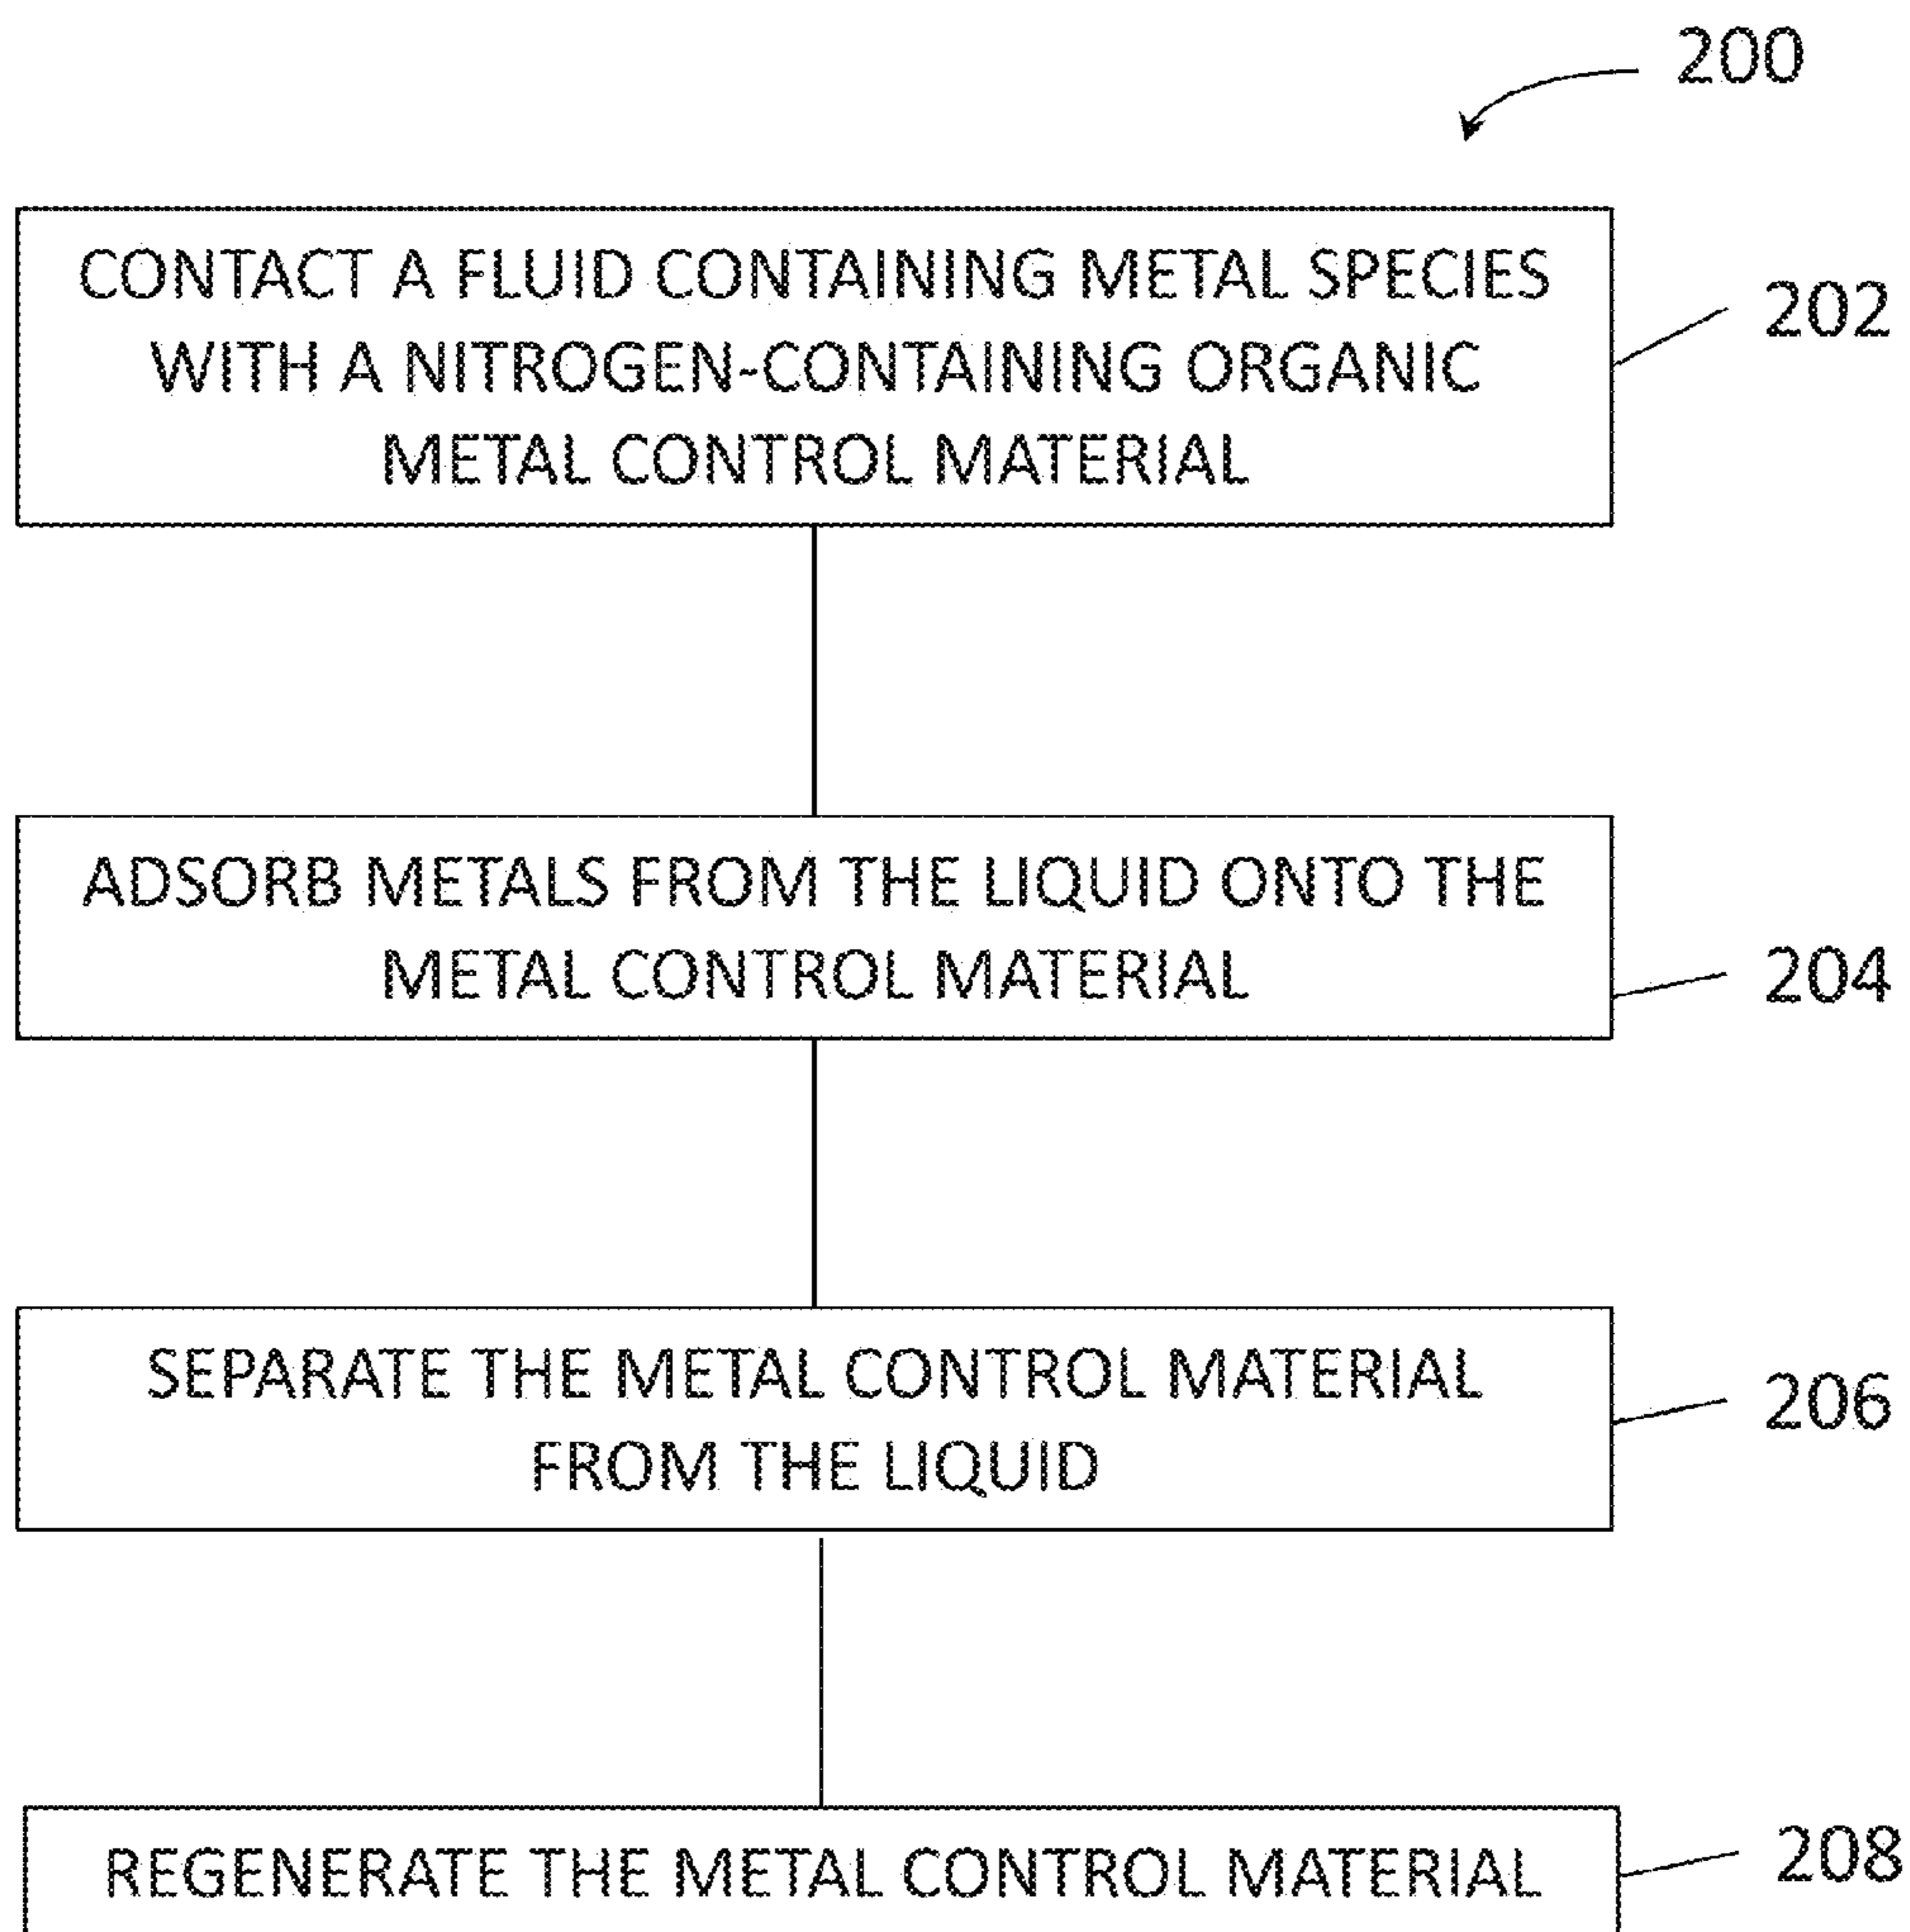 200
CONTACT A FLUID CONTAINING METAL SPECIES
WITH A NITROGEN-CONTAINING ORGANIC
METAL CONTROL MATERIAL
202
ADSORB METALS FROM THE LIQUID ONTO THE
METAL CONTROL MATERIAL
204
SEPARATE THE METAL CONTROL MATERIAL
FROM THE LIQUID
206
REGENERATE THE METAL CONTROL MATERIAL
208